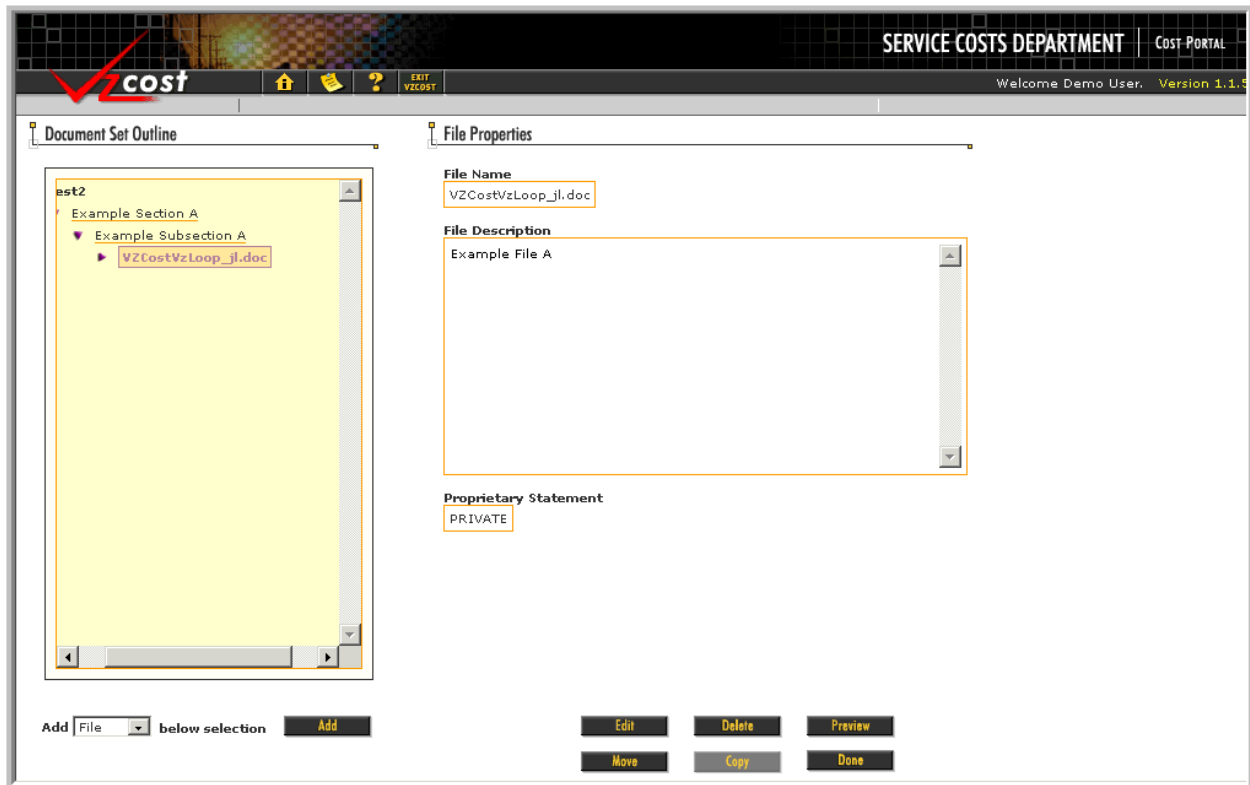 SERVICE COSTS DEPARTMENT COST PORTAL
Vzcost
? EXIT VZCOST
Welcome Demo User. Version 1.1.5
Document Set Outline
File Properties
est2
Example Section A
Example Subsection A
VZCostVzLoop_jl.doc
File Name
VZCostVzLoop_jl.doc
File Description
Example File A
Proprietary Statement
PRIVATE
Add File below selection Add
Edit Delete Preview
Move Copy Done